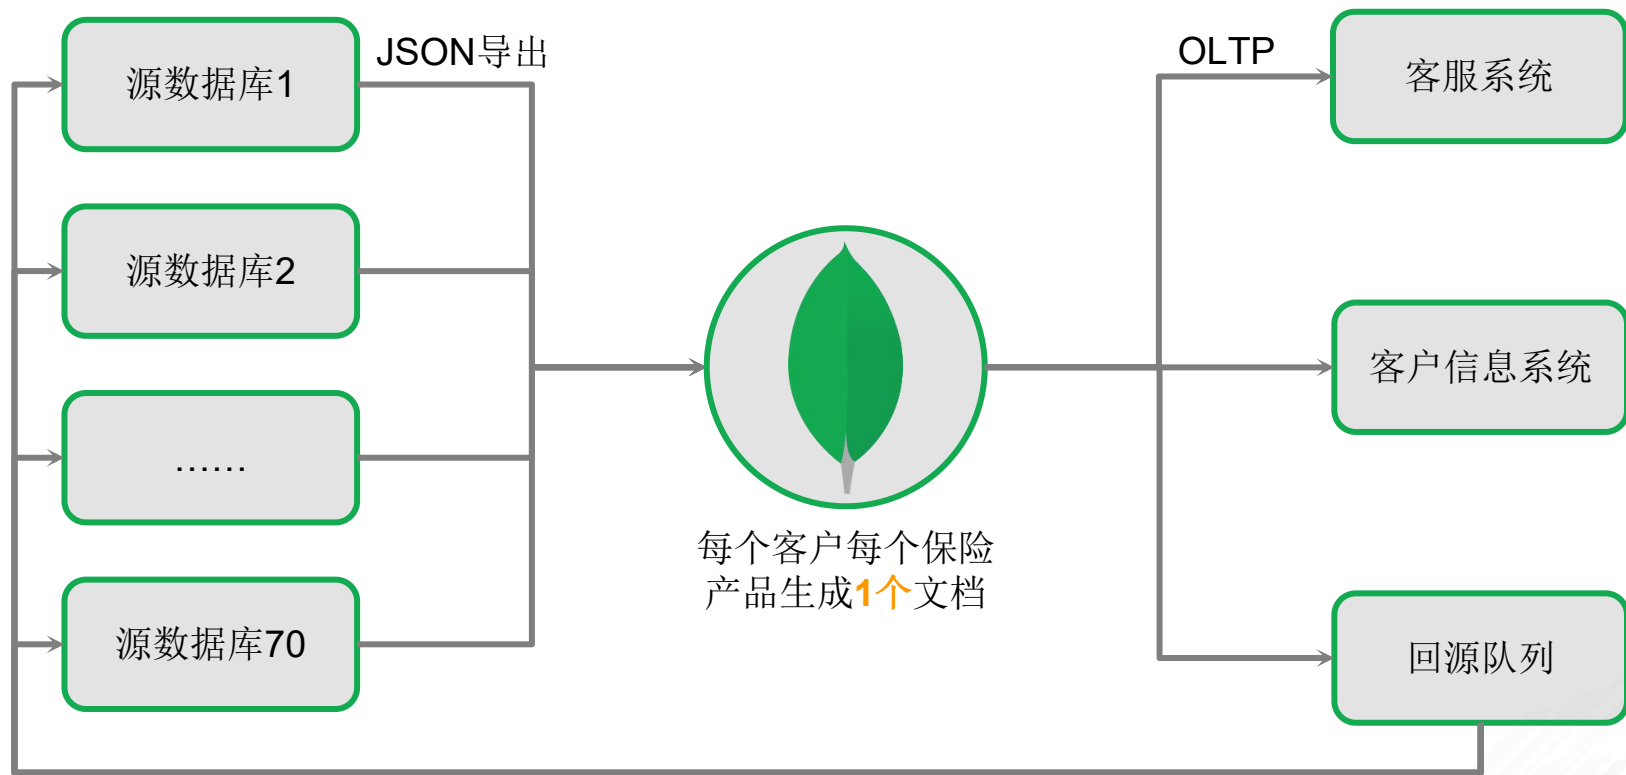 JSON导出
OLTP
源数据库1
客服系统
源数据库2
客户信息系统
......
每个客户每个保险
产品生成1个文档
源数据库70
回源队列